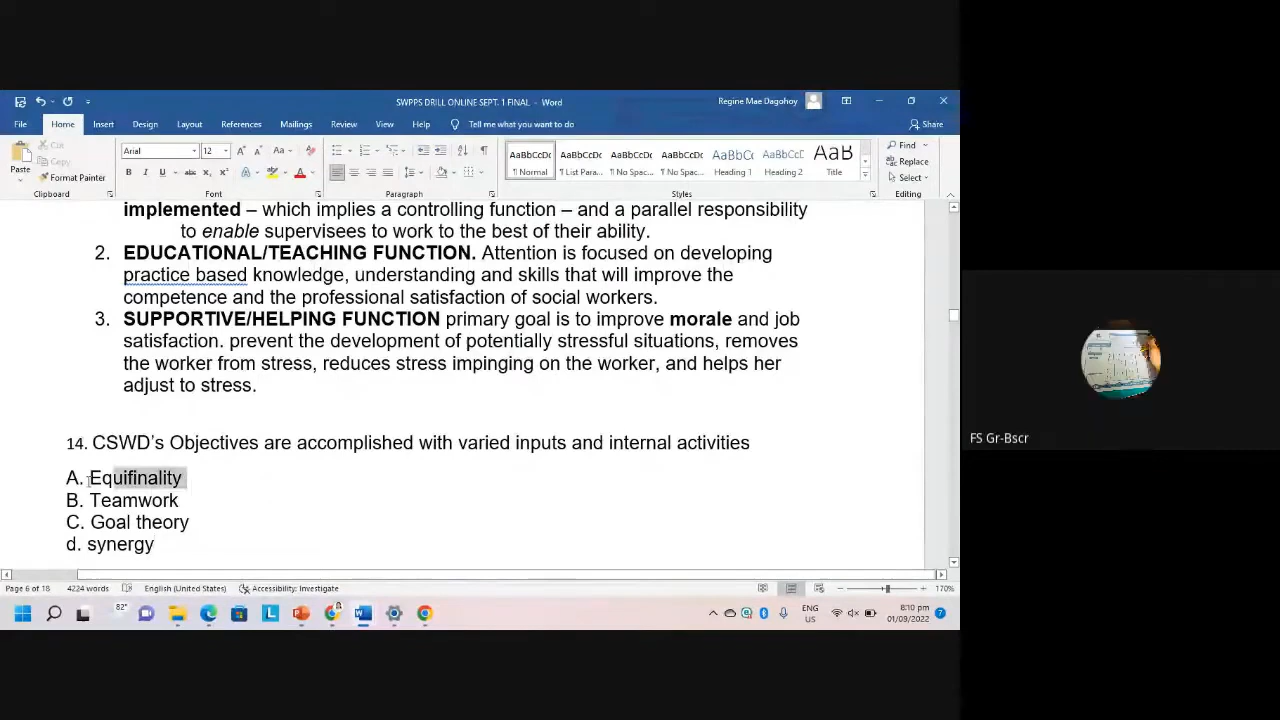 SWPPS DRILL ONLINE SEPT. 1 FINAL - Word
Regine Mae Dagohoy
File Home Insert Design Layout References Mailings Review View Help Tell me what you want to do Share
Paste
Cut
Copy
Format Painter
Arial 12
AaBbCcDc AaBbCcDc AaBbCcDc AaBbCcDc AaBbCc AaBbCcDc AaB
¶ Normal ¶ List Para... ¶ No Spac... ¶ No Spac... Heading 1 Heading 2 Title
Find
Replace
Select
Clipboard Font Paragraph Styles Editing
implemented – which implies a controlling function – and a parallel responsibility
to enable supervisees to work to the best of their ability.
2. EDUCATIONAL/TEACHING FUNCTION. Attention is focused on developing
practice based knowledge, understanding and skills that will improve the
competence and the professional satisfaction of social workers.
3. SUPPORTIVE/HELPING FUNCTION primary goal is to improve morale and job
satisfaction. prevent the development of potentially stressful situations, removes
the worker from stress, reduces stress impinging on the worker, and helps her
adjust to stress.
14. CSWD's Objectives are accomplished with varied inputs and internal activities
A. Equifinality
B. Teamwork
C. Goal theory
d. synergy
Page 6 of 18 4224 words English (United States) Accessibility: Investigate 170%
82° ENG US 8:10 pm 01/09/2022 7
FS Gr-Bscr